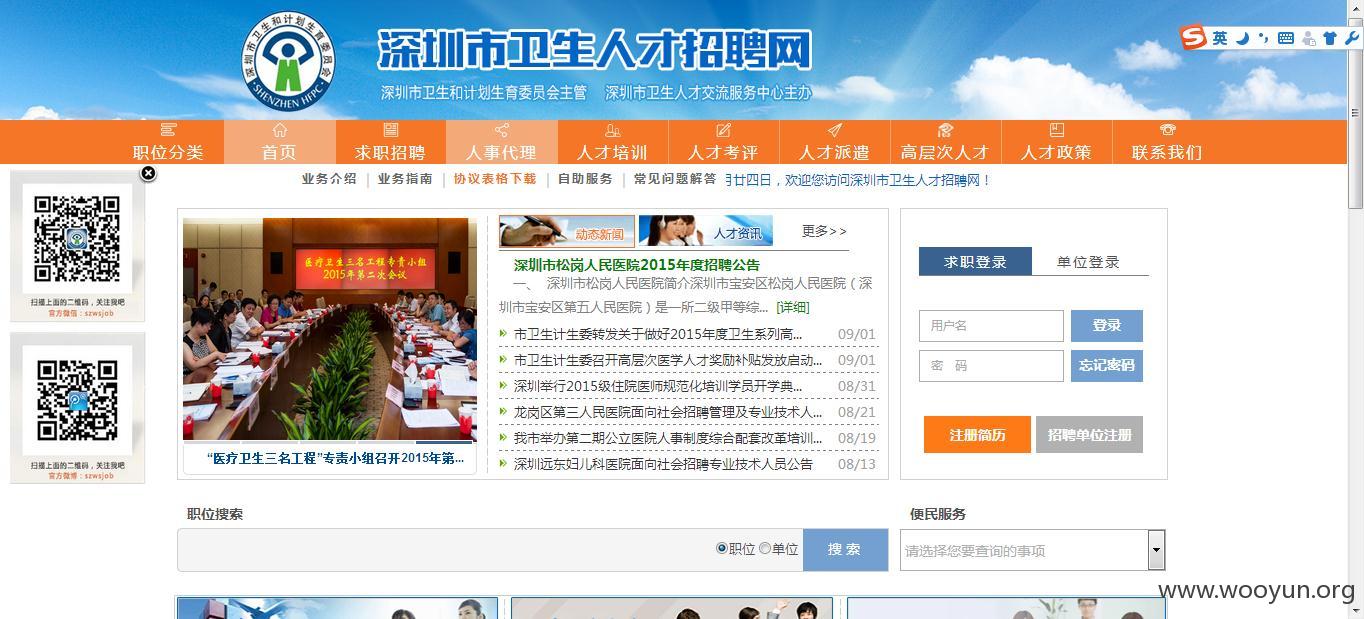 深圳市卫生和计划生育委员会
SHENZHEN HFPC
深圳市卫生人才招聘网
深圳市卫生和计划生育委员会主管 深圳市卫生人才交流服务中心主办
英
职位分类 首页 求职招聘 人事代理 人才培训 人才考评 人才派遣 高层次人才 人才政策 联系我们
业务介绍 | 业务指南 | 协议表格下载 | 自助服务 | 常见问题解答 月廿四日，欢迎您访问深圳市卫生人才招聘网！
扫描上面的二维码，关注我吧
官方微信：szwsjob
扫描上面的二维码，关注我吧
官方微博：szwsjob
医疗卫生三名工程专责小组
2015年第二次会议
“医疗卫生三名工程”专责小组召开2015年第...
动态新闻 人才资讯 更多>>
深圳市松岗人民医院2015年度招聘公告
一、 深圳市松岗人民医院简介深圳市宝安区松岗人民医院（深
圳市宝安区第五人民医院）是一所二级甲等综... [详细]
市卫生计生委转发关于做好2015年度卫生系列高... 09/01
市卫生计生委召开高层次医学人才奖励补贴发放启动... 09/01
深圳举行2015级住院医师规范化培训学员开学典... 08/31
龙岗区第三人民医院面向社会招聘管理及专业技术人... 08/21
我市举办第二期公立医院人事制度综合配套改革培训... 08/19
深圳远东妇儿科医院面向社会招聘专业技术人员公告 08/13
求职登录 单位登录
用户名 登录
密 码 忘记密码
注册简历 招聘单位注册
职位搜索
职位 单位 搜 索
便民服务
请选择您要查询的事项
www.wooyun.org